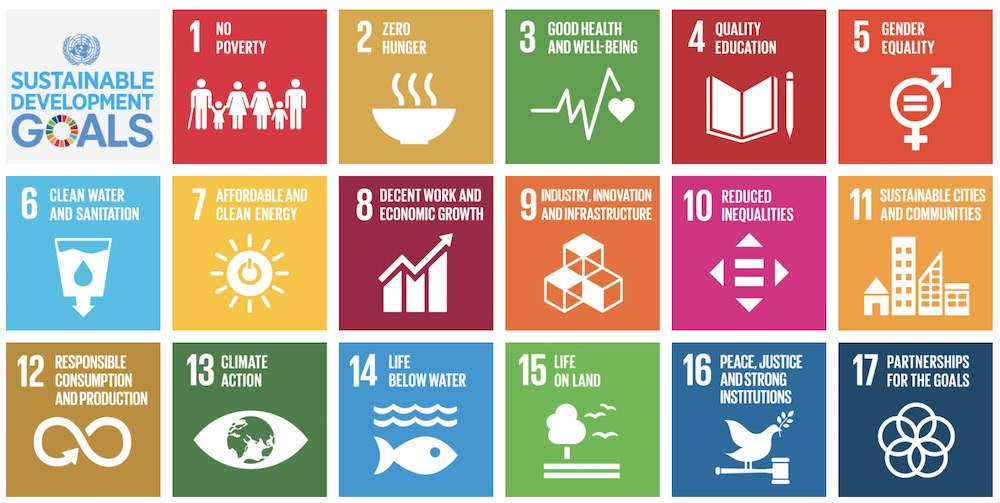 SUSTAINABLE
DEVELOPMENT
GOALS
1 NO
POVERTY
2 ZERO
HUNGER
3 GOOD HEALTH
AND WELL-BEING
4 QUALITY
EDUCATION
5 GENDER
EQUALITY
6 CLEAN WATER
AND SANITATION
7 AFFORDABLE AND
CLEAN ENERGY
8 DECENT WORK AND
ECONOMIC GROWTH
9 INDUSTRY, INNOVATION
AND INFRASTRUCTURE
10 REDUCED
INEQUALITIES
11 SUSTAINABLE CITIES
AND COMMUNITIES
12 RESPONSIBLE
CONSUMPTION
AND PRODUCTION
13 CLIMATE
ACTION
14 LIFE
BELOW WATER
15 LIFE
ON LAND
16 PEACE, JUSTICE
AND STRONG
INSTITUTIONS
17 PARTNERSHIPS
FOR THE GOALS